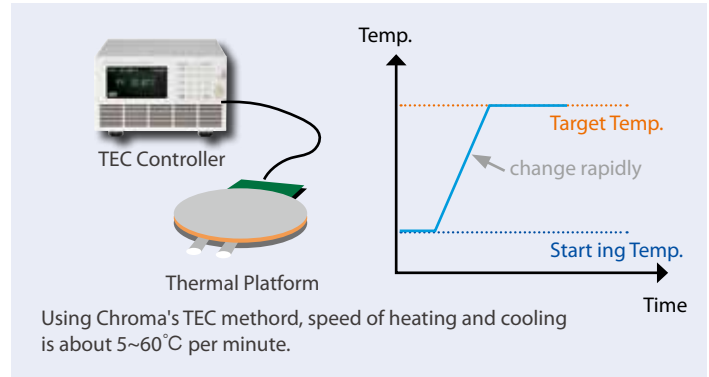 Temp.
Target Temp.
change rapidly
TEC Controller
Start ing Temp.
Thermal Platform
Time
Using Chroma's TEC methord, speed of heating and cooling
is about 5~60°C per minute.